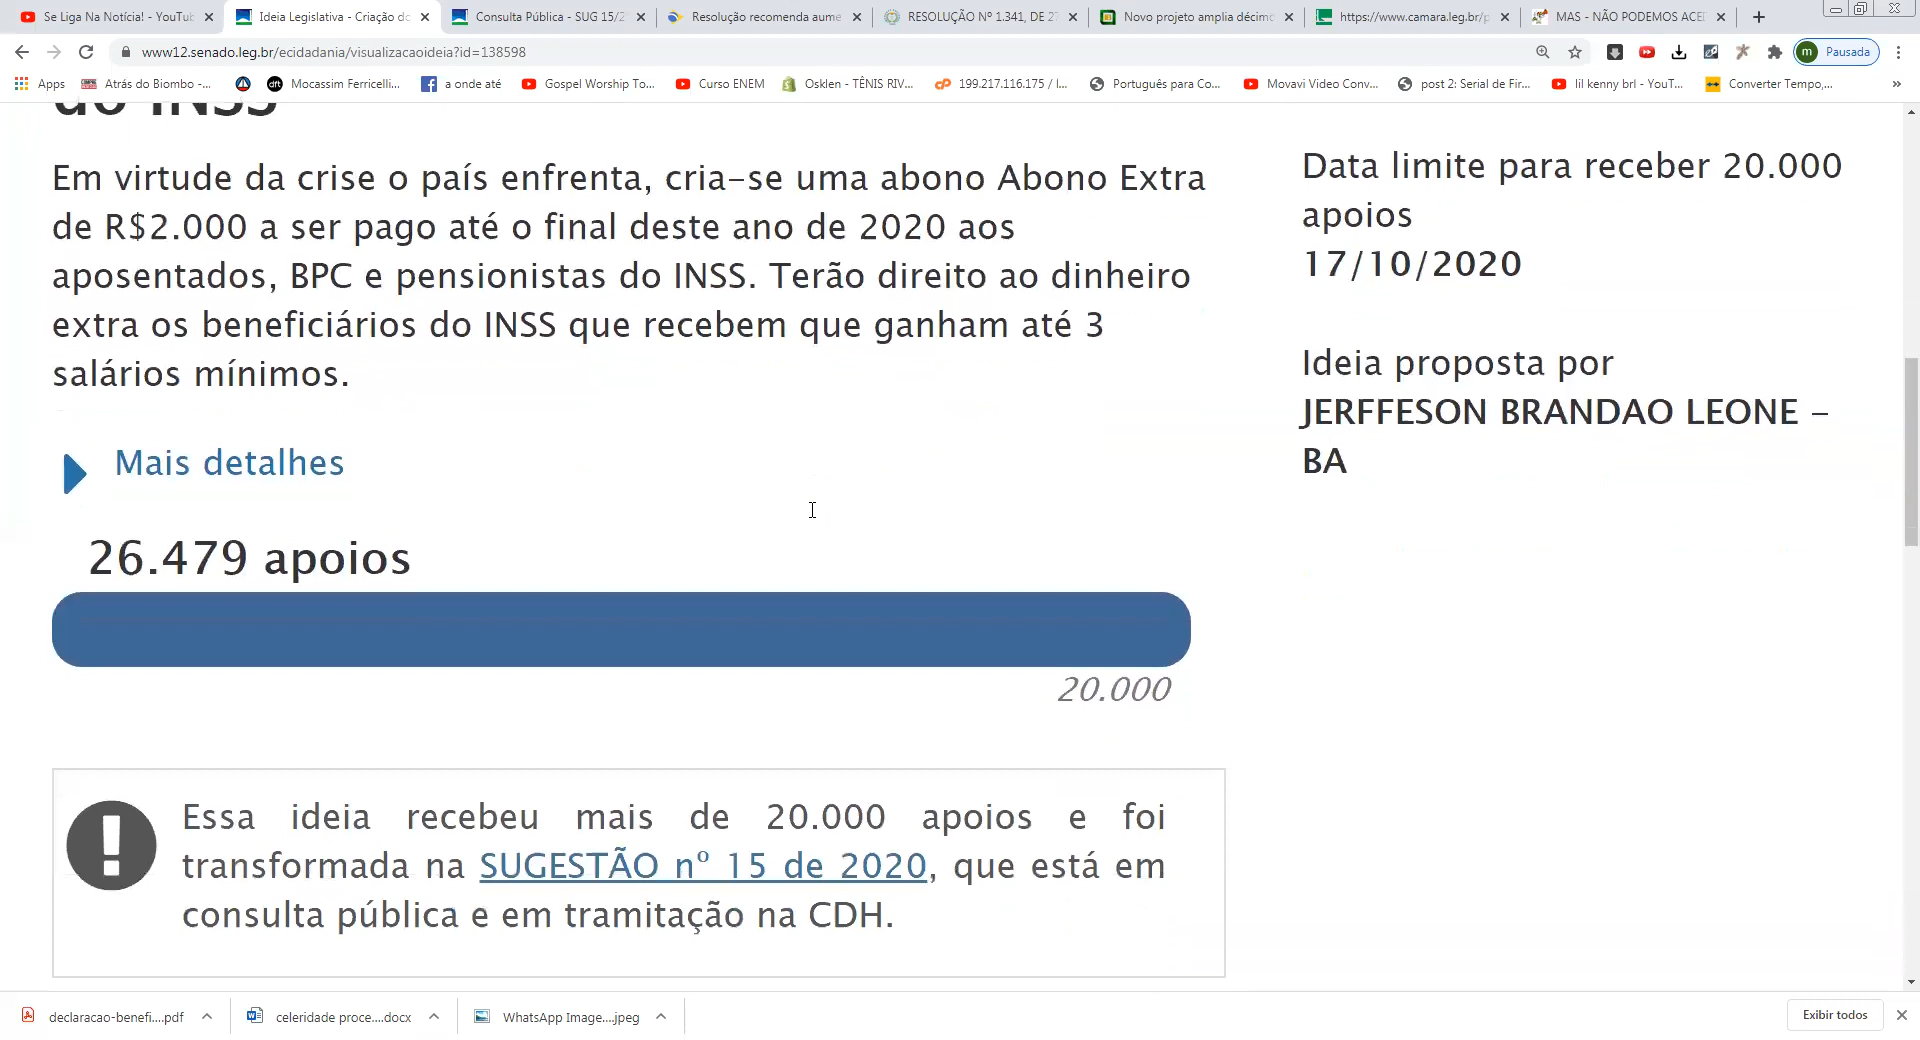 Se Liga Na Notícia! - YouTub
Ideia Legislativa - Criação do
Consulta Pública - SUG 15/2
Resolução recomenda aume
RESOLUÇÃO Nº 1.341, DE 27
Novo projeto amplia décimo
https://www.camara.leg.br/p
MAS - NÃO PODEMOS ACEI
www12.senado.leg.br/ecidadania/visualizacaoideia?id=138598
m Pausada
Apps
Atrás do Biombo -...
Mocassim Ferricelli...
a onde até
Gospel Worship To...
Curso ENEM
Osklen - TÊNIS RIV...
199.217.116.175 / l...
Português para Co...
Movavi Video Conv...
post 2: Serial de Fir...
lil kenny brl - YouT...
Converter Tempo,...
do INSS
Em virtude da crise o país enfrenta, cria-se uma abono Abono Extra
de R$2.000 a ser pago até o final deste ano de 2020 aos
aposentados, BPC e pensionistas do INSS. Terão direito ao dinheiro
extra os beneficiários do INSS que recebem que ganham até 3
salários mínimos.
Mais detalhes
26.479 apoios
20.000
Data limite para receber 20.000
apoios
17/10/2020
Ideia proposta por
JERFFESON BRANDAO LEONE -
BA
Essa ideia recebeu mais de 20.000 apoios e foi
transformada na SUGESTÃO nº 15 de 2020, que está em
consulta pública e em tramitação na CDH.
declaracao-benefi....pdf
celeridade proce....docx
WhatsApp Image....jpeg
Exibir todos